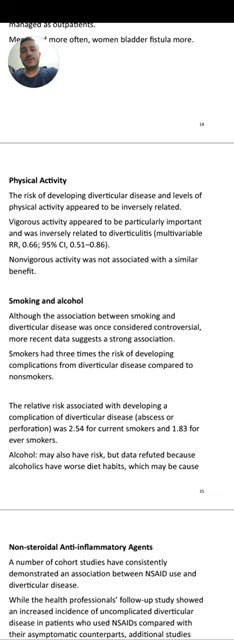 managed as outpatients.
more often, women bladder fistula more.
14
Physical Activity
The risk of developing diverticular disease and levels of
physical activity appeared to be inversely related.
Vigorous activity appeared to be particularly important
and was inversely related to diverticulitis (multivariable
RR, 0.66; 95% CI, 0.51–0.86).
Nonvigorous activity was not associated with a similar
benefit.
Smoking and alcohol
Although the association between smoking and
diverticular disease was once considered controversial,
more recent data suggests a strong association.
Smokers had three times the risk of developing
complications from diverticular disease compared to
nonsmokers.
The relative risk associated with developing a
complication of diverticular disease (abscess or
perforation) was 2.54 for current smokers and 1.83 for
ever smokers.
Alcohol: may also have risk, but data refuted because
alcoholics have worse diet habits, which may be cause
15
Non-steroidal Anti-inflammatory Agents
A number of cohort studies have consistently
demonstrated an association between NSAID use and
diverticular disease.
While the health professionals' follow-up study showed
an increased incidence of uncomplicated diverticular
disease in patients who used NSAIDs compared with
their asymptomatic counterparts, additional studies